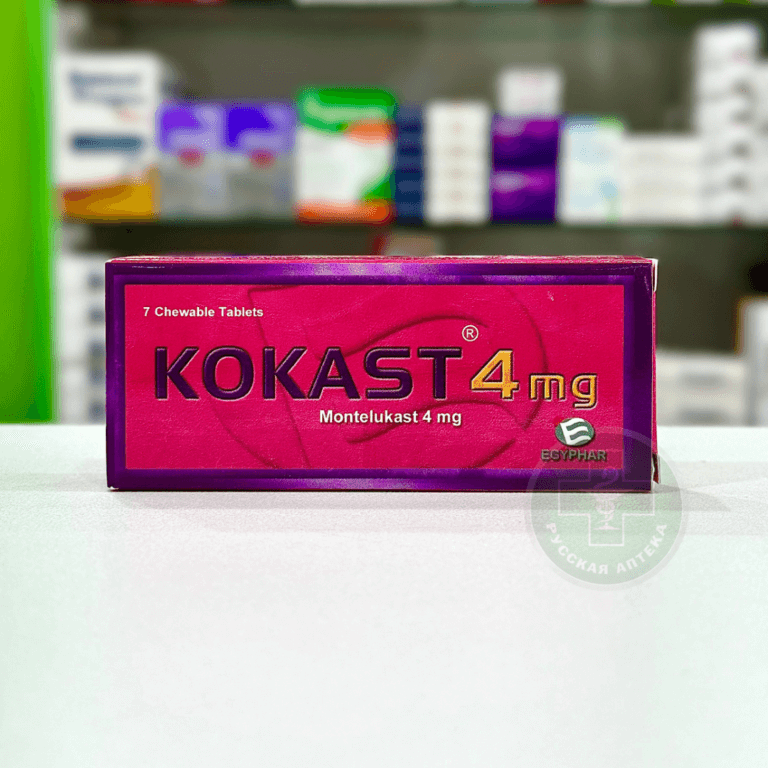 7 Chewable Tablets
KOKAST® 4 mg
Montelukast 4 mg
EGYPHAR
РУССКАЯ АПТЕКА